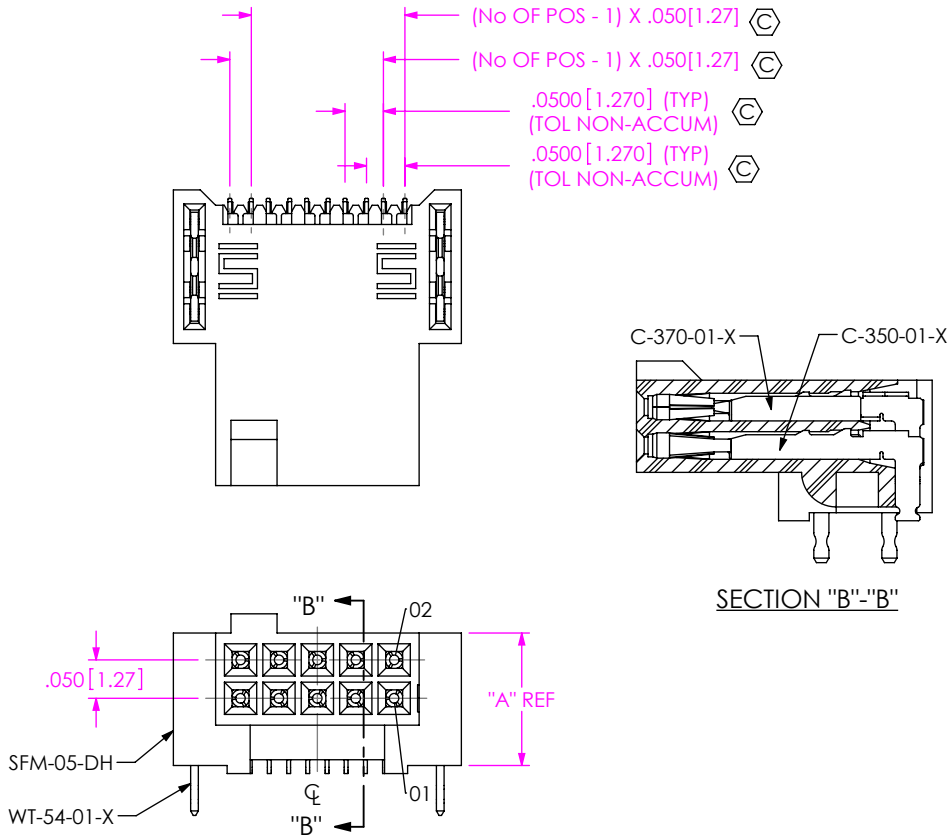 (No OF POS - 1) X .050[1.27] C
(No OF POS - 1) X .050[1.27] C
.0500 [1.270] (TYP)
(TOL NON-ACCUM) C
.0500 [1.270] (TYP)
(TOL NON-ACCUM) C
C-370-01-X
C-350-01-X
SECTION "B"-"B"
"B"
02
.050[1.27]
"A" REF
SFM-05-DH
WT-54-01-X
℄
01
"B"